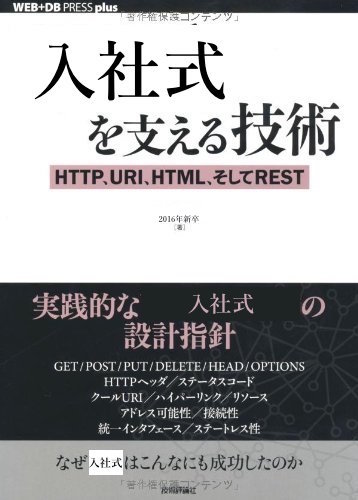 「著作権保護コンテンツ」
WEB+DB PRESS plus
入社式
を支える技術
HTTP、URI、HTML、そしてREST
2016年新卒
[著]
実践的な 入社式 の
設計指針
GET/POST/PUT/DELETE/HEAD/OPTIONS
HTTPヘッダ/ステータスコード
クールURI/ハイパーリンク/リソース
アドレス可能性/接続性
統一インタフェース/ステートレス性
なぜ入社式はこんなにも成功したのか
技術評論社
「著作権保護コンテンツ」